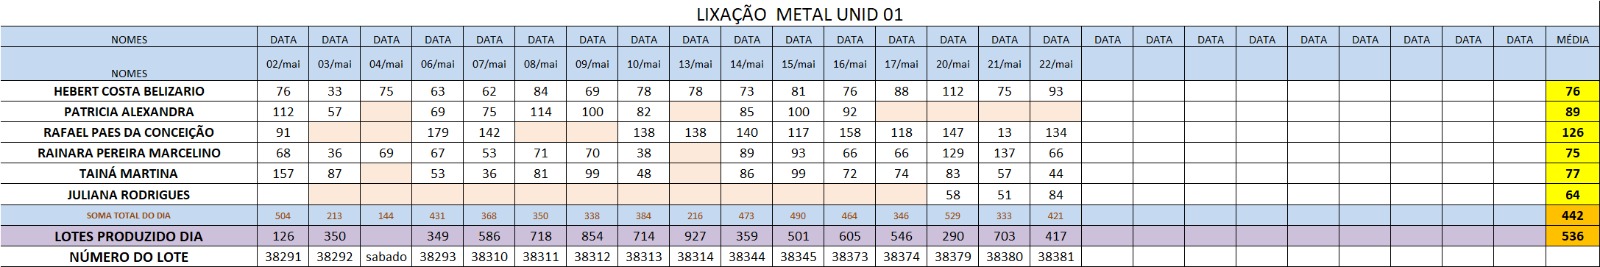 LIXAÇÃO METAL UNID 01
NOMES DATA DATA DATA DATA DATA DATA DATA DATA DATA DATA DATA DATA DATA DATA DATA DATA DATA DATA DATA DATA DATA DATA DATA DATA DATA MÉDIA
NOMES 02/mai 03/mai 04/mai 06/mai 07/mai 08/mai 09/mai 10/mai 13/mai 14/mai 15/mai 16/mai 17/mai 20/mai 21/mai 22/mai
HEBERT COSTA BELIZARIO 76 33 75 63 62 84 69 78 78 73 81 76 88 112 75 93 76
PATRICIA ALEXANDRA 112 57 69 75 114 100 82 85 100 92 89
RAFAEL PAES DA CONCEIÇÃO 91 179 142 138 138 140 117 158 118 147 13 134 126
RAINARA PEREIRA MARCELINO 68 36 69 67 53 71 70 38 89 93 66 66 129 137 66 75
TAINÁ MARTINA 157 87 53 36 81 99 48 86 99 72 74 83 57 44 77
JULIANA RODRIGUES 58 51 84 64
SOMA TOTAL DO DIA 504 213 144 431 368 350 338 384 216 473 490 464 346 529 333 421 442
LOTES PRODUZIDO DIA 126 350 349 586 718 854 714 927 359 501 605 546 290 703 417 536
NÚMERO DO LOTE 38291 38292 sabado 38293 38310 38311 38312 38313 38314 38344 38345 38373 38374 38379 38380 38381